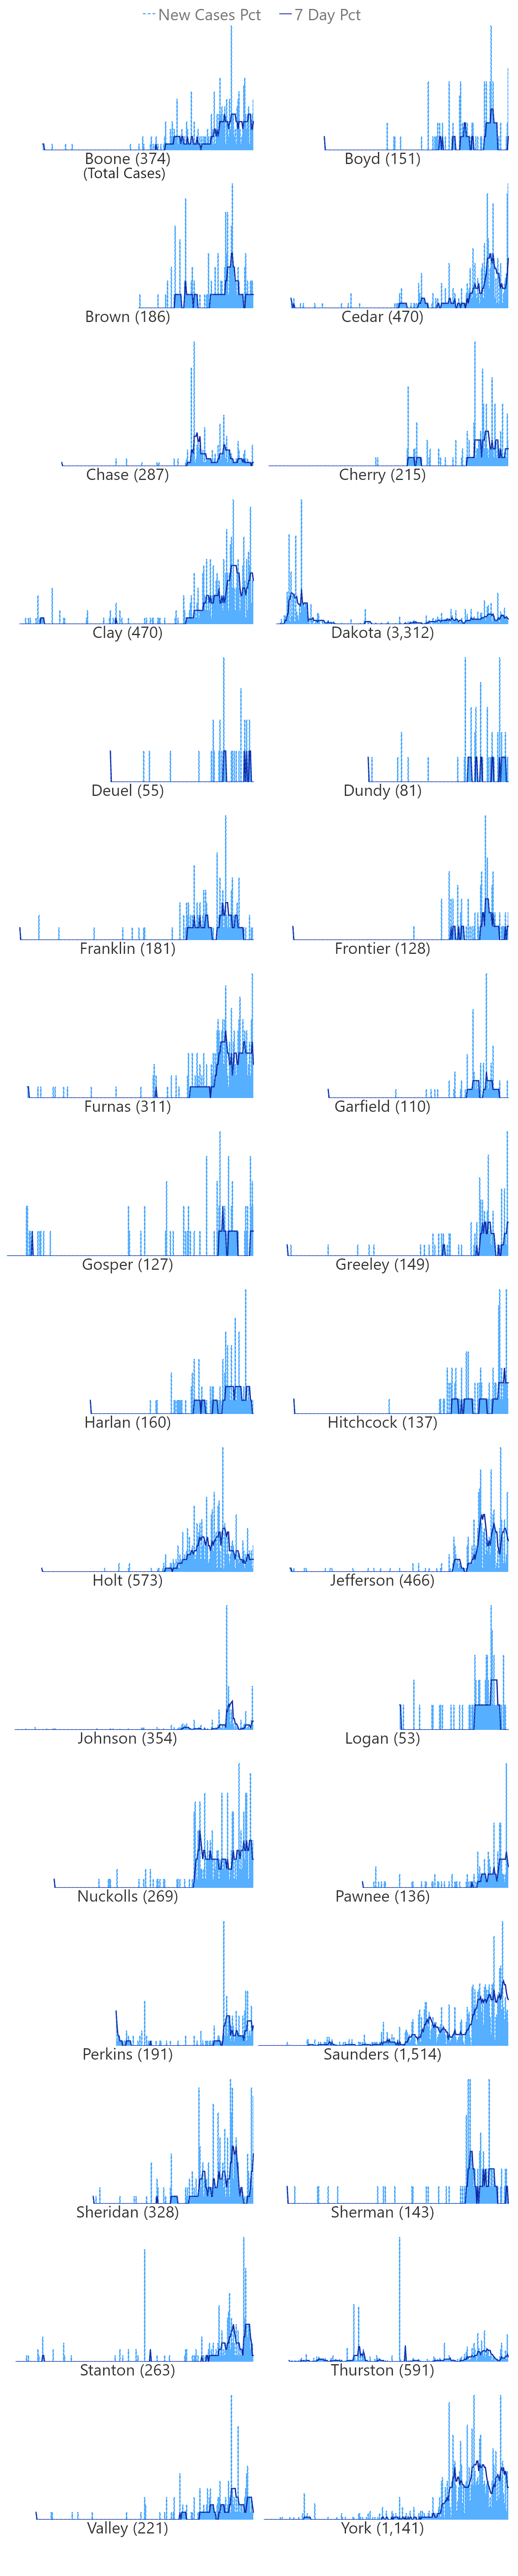 New Cases Pct 7 Day Pct
Boone (374) Boyd (151)
(Total Cases)
Brown (186) Cedar (470)
Chase (287) Cherry (215)
Clay (470) Dakota (3,312)
Deuel (55) Dundy (81)
Franklin (181) Frontier (128)
Furnas (311) Garfield (110)
Gosper (127) Greeley (149)
Harlan (160) Hitchcock (137)
Holt (573) Jefferson (466)
Johnson (354) Logan (53)
Nuckolls (269) Pawnee (136)
Perkins (191) Saunders (1,514)
Sheridan (328) Sherman (143)
Stanton (263) Thurston (591)
Valley (221) York (1,141)